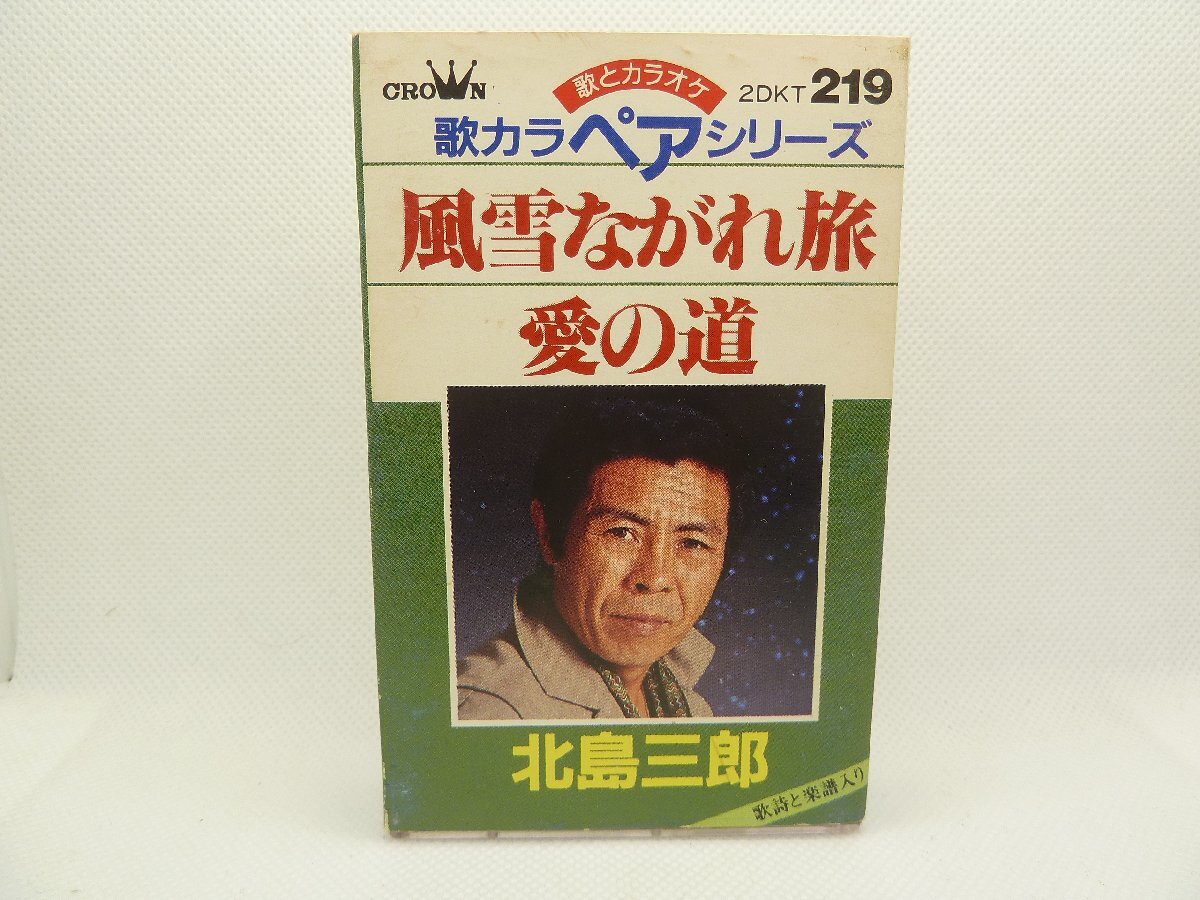 CROWN
歌とカラオケ
2DKT 219
歌カラペアシリーズ
風雪ながれ旅
愛の道
北島三郎
歌詩と楽譜入り